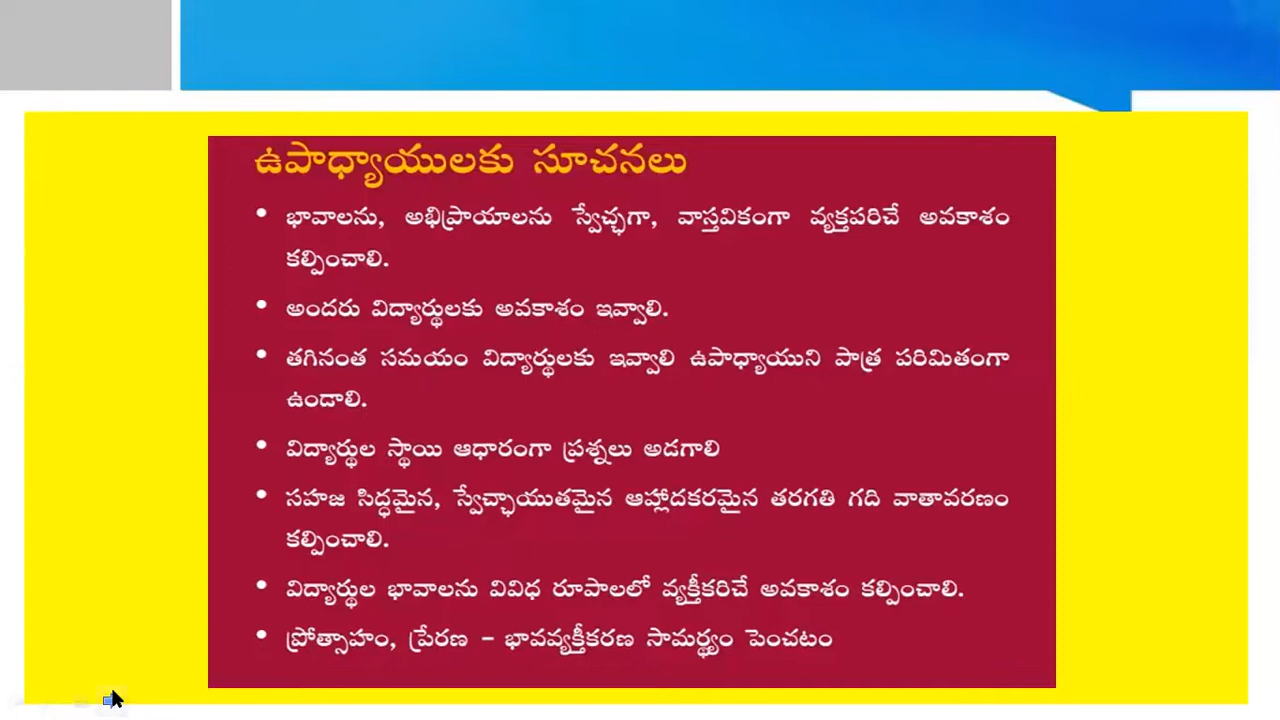 ఉపాధ్యాయులకు సూచనలు
• భావాలను, అభిప్రాయాలను స్వేచ్ఛగా, వాస్తవికంగా వ్యక్తపరిచే అవకాశం
కల్పించాలి.
• అందరు విద్యార్థులకు అవకాశం ఇవ్వాలి.
• తగినంత సమయం విద్యార్థులకు ఇవ్వాలి ఉపాధ్యాయుని పాత్ర పరిమితంగా
ఉండాలి.
• విద్యార్థుల స్థాయి ఆధారంగా ప్రశ్నలు అడగాలి
• సహజ సిద్ధమైన, స్వేచ్ఛాయుతమైన ఆహ్లాదకరమైన తరగతి గది వాతావరణం
కల్పించాలి.
• విద్యార్థుల భావాలను వివిధ రూపాలలో వ్యక్తీకరిచే అవకాశం కల్పించాలి.
• ప్రోత్సాహం, ప్రేరణ – భావవ్యక్తీకరణ సామర్థ్యం పెంచటం